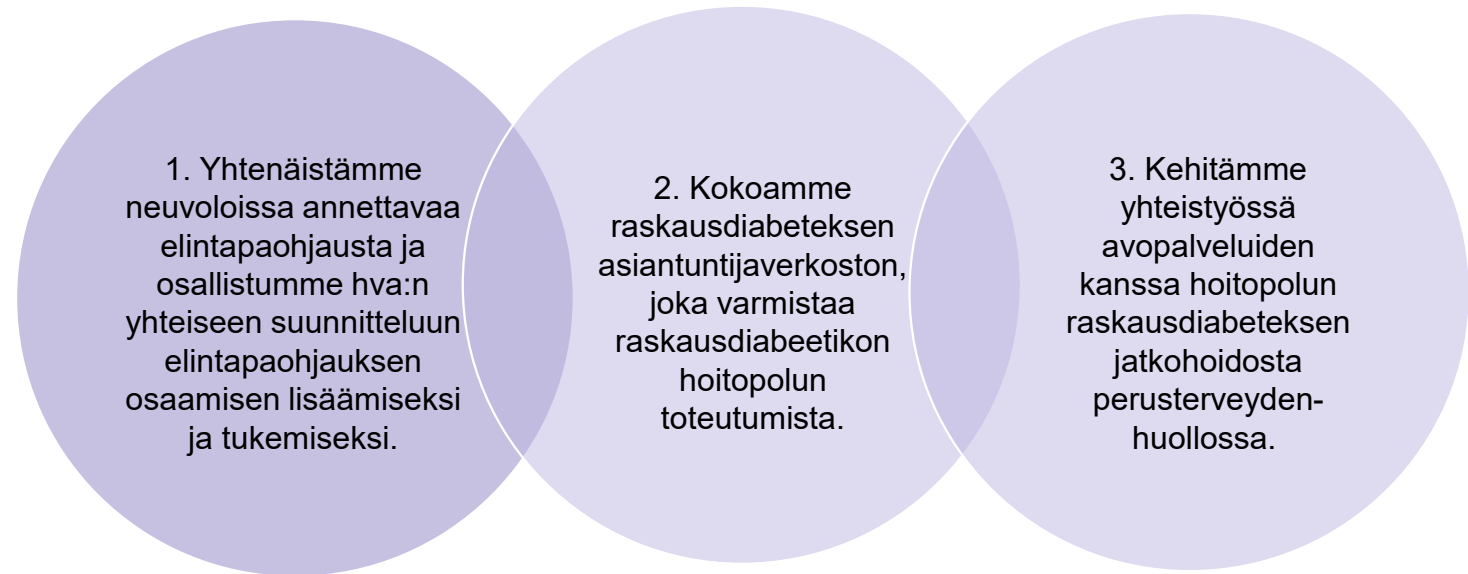 1. Yhtenäistämme
neuvoloissa annettavaa
elintapaohjausta ja
osallistumme hva:n
yhteiseen suunnitteluun
elintapaohjauksen
osaamisen lisäämiseksi
ja tukemiseksi.
2. Kokoamme
raskausdiabeteksen
asiantuntijaverkoston,
joka varmistaa
raskausdiabeetikon
hoitopolun
toteutumista.
3. Kehitämme
yhteistyössä
avopalveluiden
kanssa hoitopolun
raskausdiabeteksen
jatkohoidosta
perusterveyden-
huollossa.